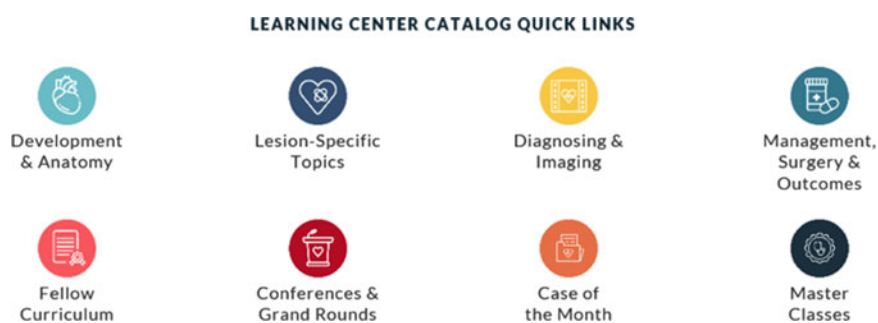 LEARNING CENTER CATALOG QUICK LINKS
Development
& Anatomy
Lesion-Specific
Topics
Diagnosing &
Imaging
Management,
Surgery &
Outcomes
Fellow
Curriculum
Conferences &
Grand Rounds
Case of
the Month
Master
Classes